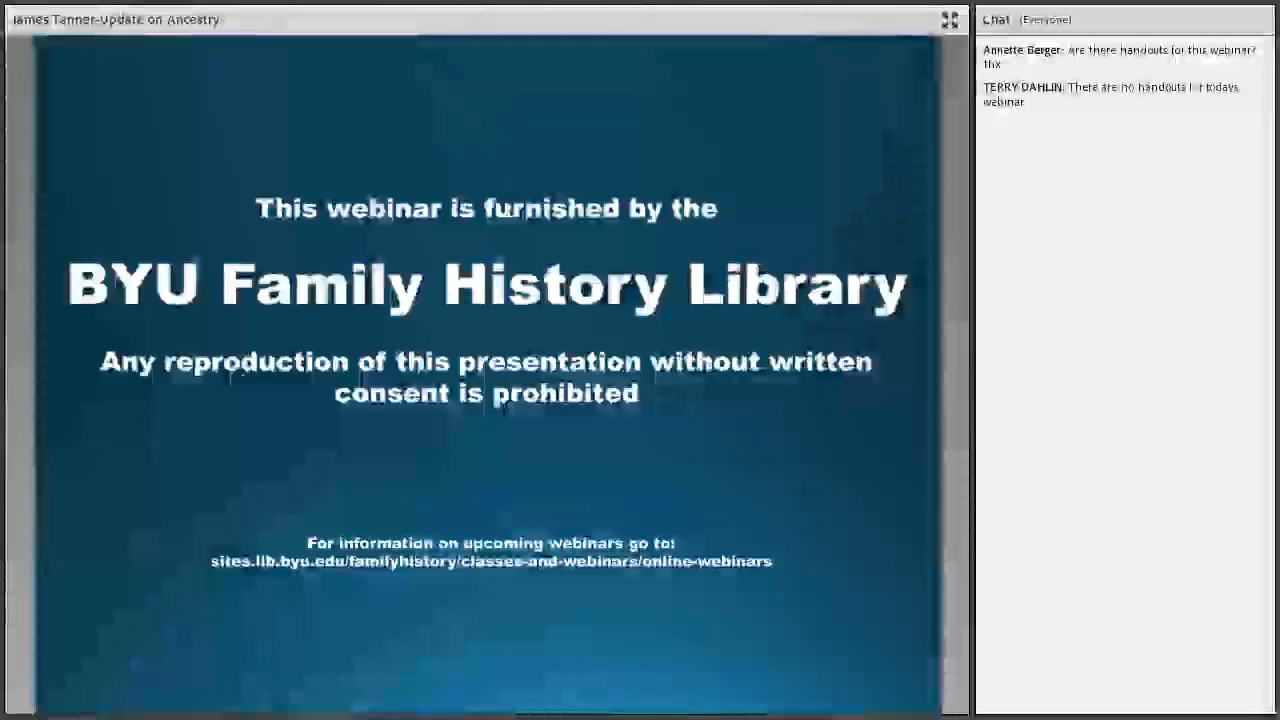 James Tanner-Update on Ancestry
This webinar is furnished by the
BYU Family History Library
Any reproduction of this presentation without written
consent is prohibited
For information on upcoming webinars go to:
sites.lib.byu.edu/familyhistory/classes-and-webinars/online-webinars
Chat (Everyone)
Annette Berger: Are there handouts for this webinar?
thx
TERRY DAHLIN: There are no handouts for todays
webinar